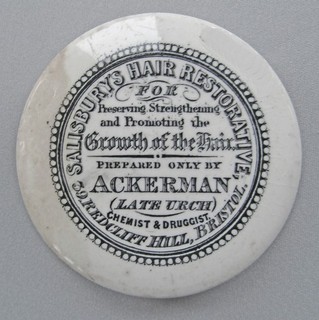 SALISBURY'S HAIR RESTORATIVE,
FOR
Preserving Strengthening
and Promoting the
Growth of the Hair.
PREPARED ONLY BY
ACKERMAN
(LATE URCH)
CHEMIST & DRUGGIST,
39, REDCLIFF HILL, BRISTOL.